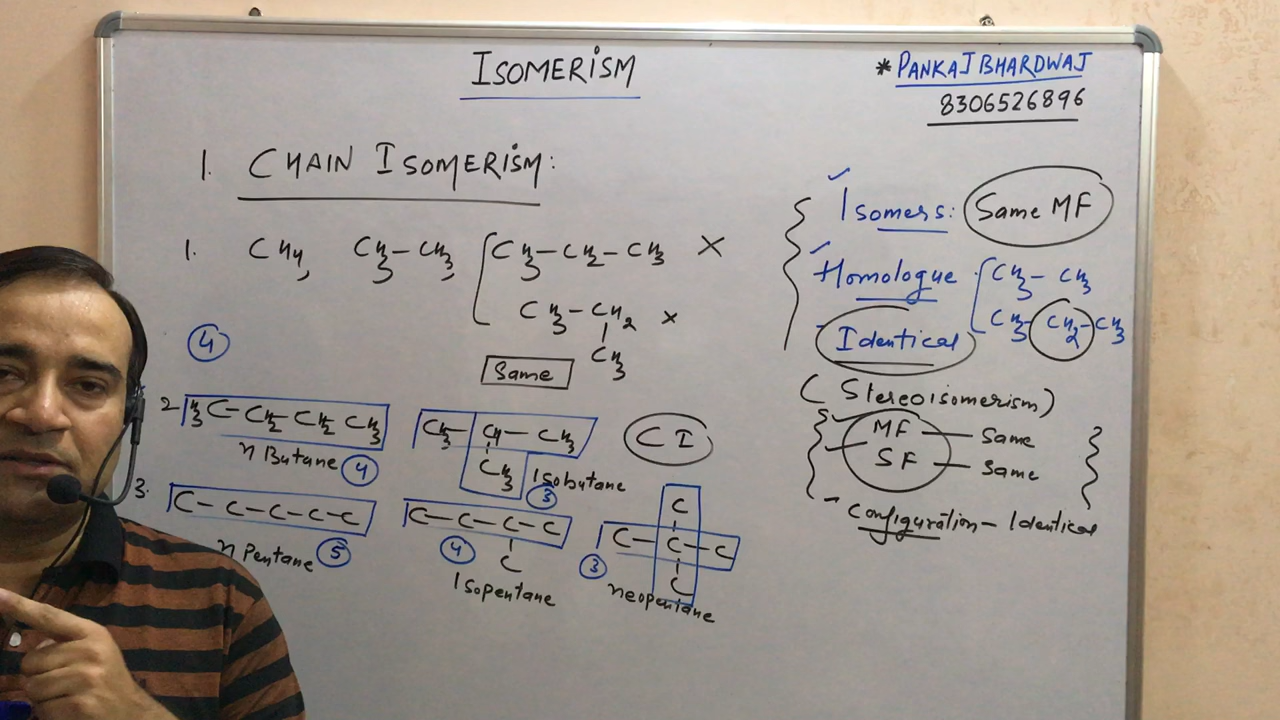 ISOMERISM
* PANKAJ BHARDWAJ
8306526896
1. CHAIN ISOMERISM:
1. CH4, CH3-CH3, CH3-CH2-CH3 X
CH3-CH2 x
CH3
Same
4
2 H3C-CH2-CH2-CH3
n Butane 4
CH3-CH-CH3
CH3
Isobutane
3
CI
3. C-C-C-C-C
n Pentane 5
C-C-C-C
C
4
Isopentane
C
C-C-C
C
3
neopentane
✓ Isomers: Same MF
✓ Homologue CH3-CH3
CH3-CH2-CH3
- Identical
(Stereoisomerism)
MF - Same
SF - Same
- Configuration - Identical